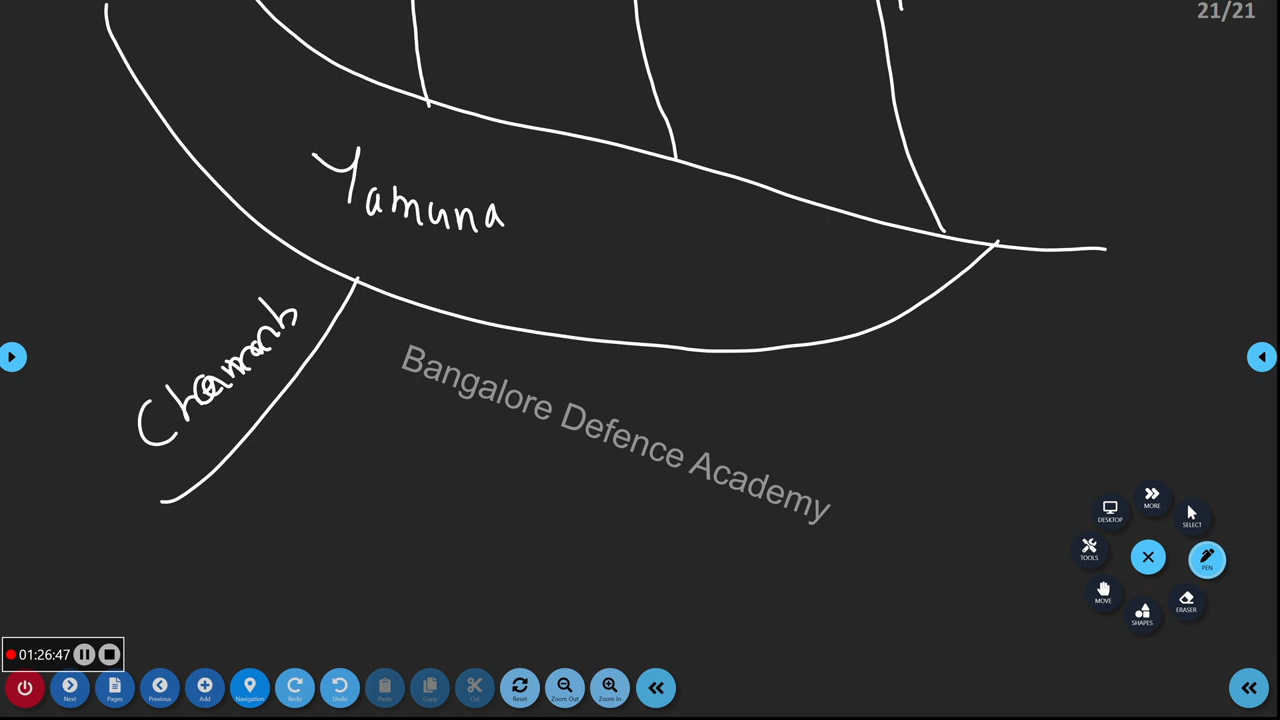 21/21
Yamuna
Bangalore Defence Academy
MORE
DESKTOP
SELECT
TOOLS
PEN
MOVE
ERASER
SHAPES
01:26:47
Next
Pages
Previous
Add
Navigation
Redo
Undo
Paste
Copy
Cut
Reset
Zoom Out
Zoom In